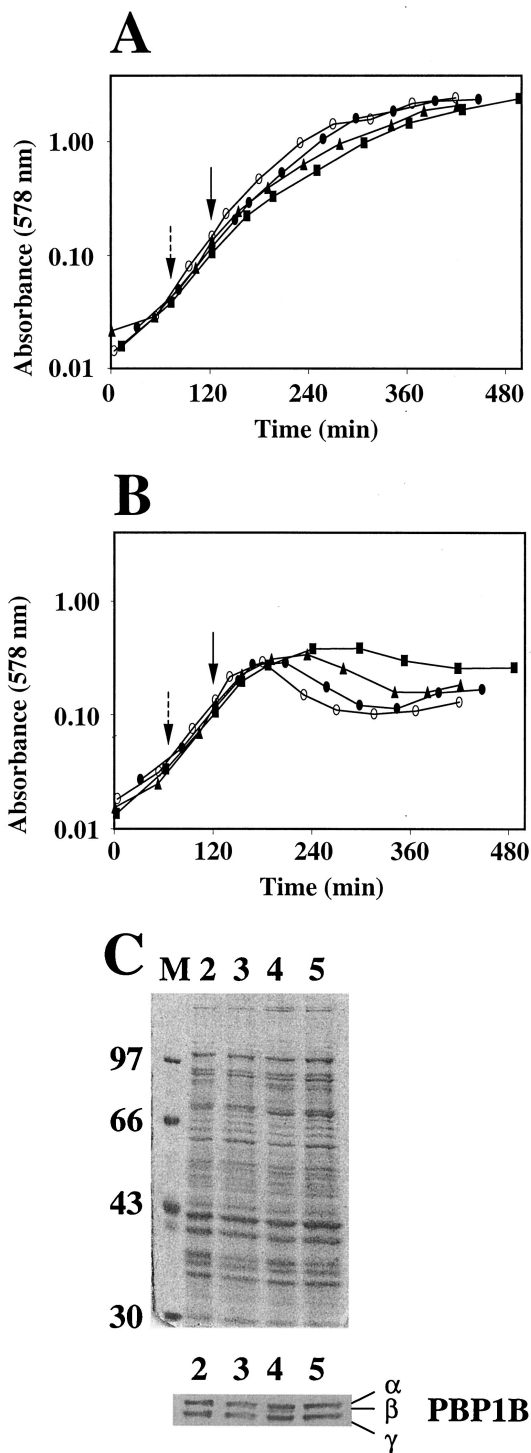 A
Absorbance (578 nm)
1.00
0.10
0.01
0 120 240 360 480
Time (min)
B
Absorbance (578 nm)
1.00
0.10
0.01
0 120 240 360 480
Time (min)
C
M 2 3 4 5
97
66
43
30
2 3 4 5
α
β PBP1B
γ